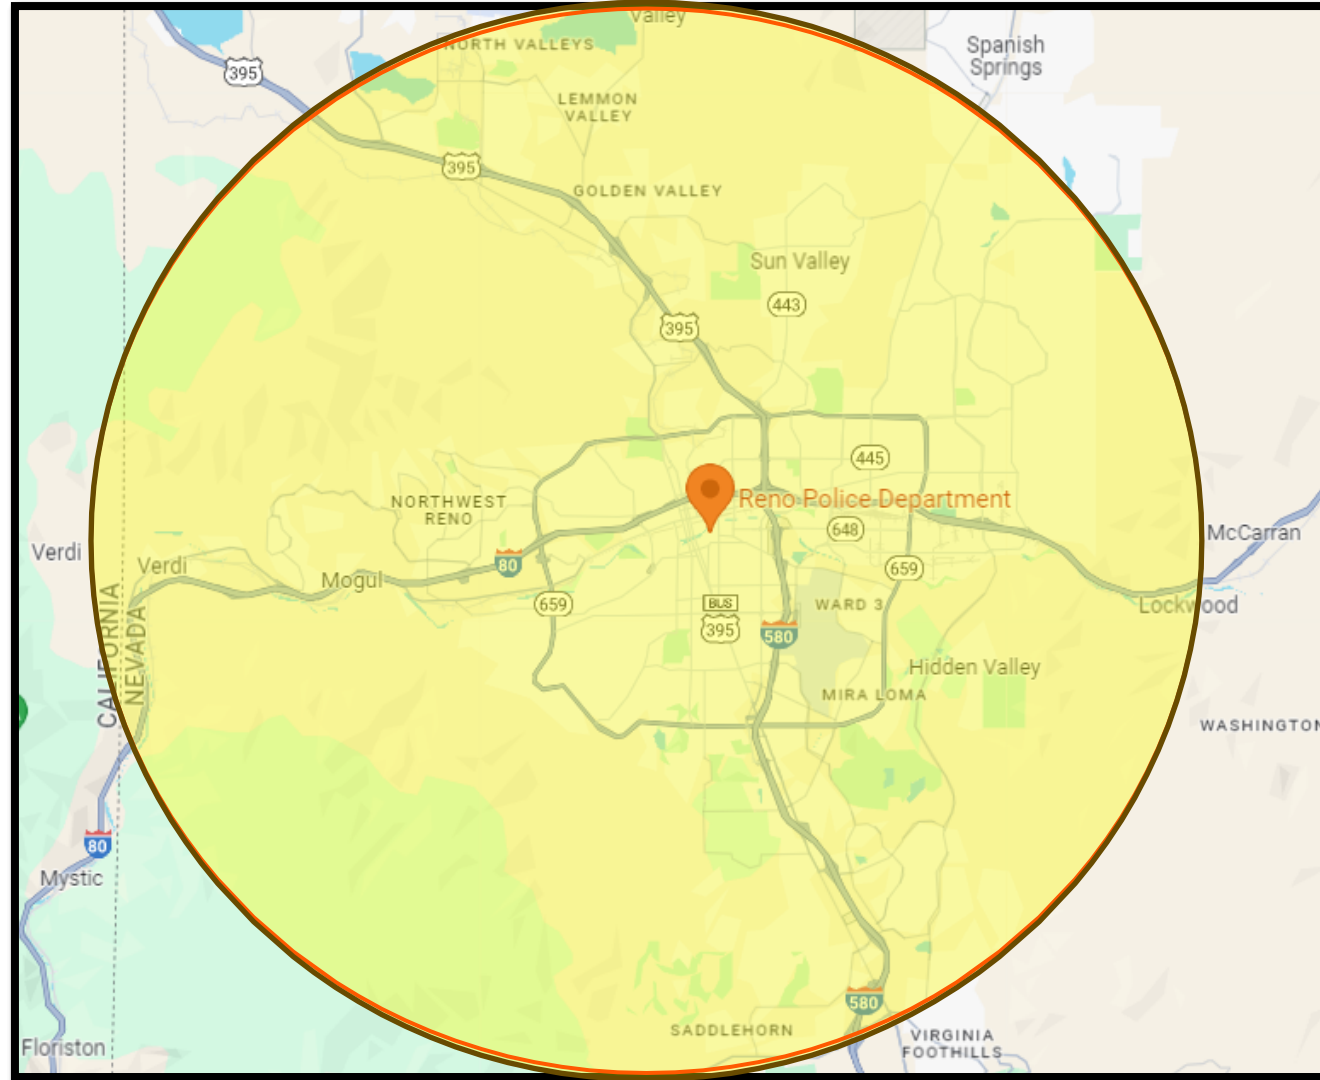 Valley
NORTH VALLEYS
Spanish
Springs
395
LEMMON
VALLEY
395
GOLDEN VALLEY
Sun Valley
443
395
445
Reno Police Department
NORTHWEST
RENO
648
McCarran
Verdi
Verdi
80
659
Mogul
659
BUS
395
WARD 3
Lockwood
580
CALIFORNIA
NEVADA
Hidden Valley
MIRA LOMA
WASHINGTON
80
Mystic
580
SADDLEHORN
VIRGINIA
FOOTHILLS
Floriston